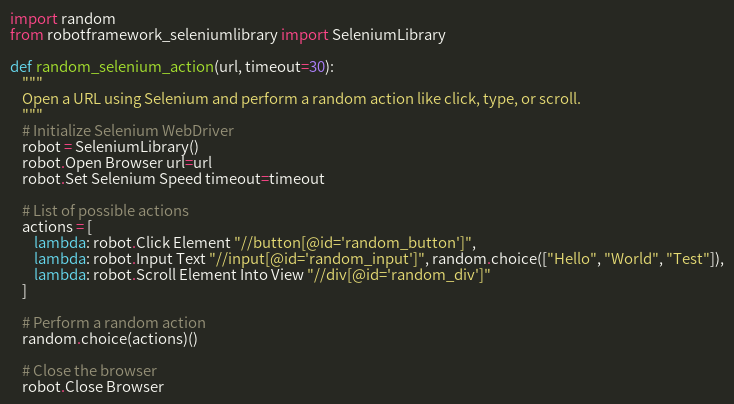 import random
from robotframework_seleniumlibrary import SeleniumLibrary

def random_selenium_action(url, timeout=30):
    """
    Open a URL using Selenium and perform a random action like click, type, or scroll.
    """
    # Initialize Selenium WebDriver
    robot = SeleniumLibrary()
    robot.Open Browser url=url
    robot.Set Selenium Speed timeout=timeout

    # List of possible actions
    actions = [
        lambda: robot.Click Element "//button[@id='random_button']",
        lambda: robot.Input Text "//input[@id='random_input']", random.choice(["Hello", "World", "Test"]),
        lambda: robot.Scroll Element Into View "//div[@id='random_div']"
    ]

    # Perform a random action
    random.choice(actions)()

    # Close the browser
    robot.Close Browser